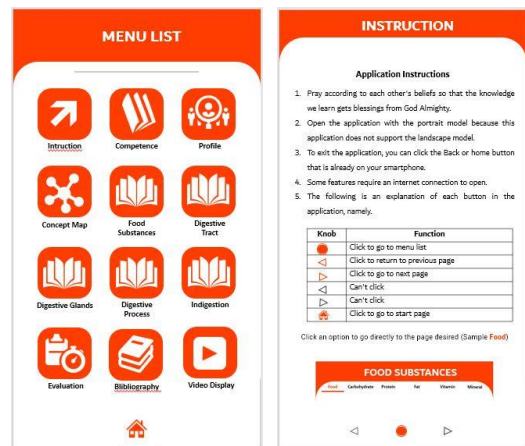 MENU LIST
Intruction
Competence
Profile
Concept Map
Food
Substances
Digestive
Tract
Digestive Glands
Digestive
Process
Indigestion
Evaluation
Blibliography
Video Display
INSTRUCTION
Application Instructions
1. Pray according to each other's beliefs so that the knowledge
we learn gets blessings from God Almighty.
2. Open the application with the portrait model because this
application does not support the landscape model.
3. To exit the application, you can click the Back or home button
that is already on your smartphone.
4. Some features require an internet connection to open.
5. The following is an explanation of each button in the
application, namely.
Knob Function
Click to go to menu list
Click to return to previous page
Click to go to next page
Can't click
Can't click
Click to go to start page
Click an option to go directly to the page desired (Sample Food)
FOOD SUBSTANCES
Food Carbohydrate Protein Fat Vitamin Mineral